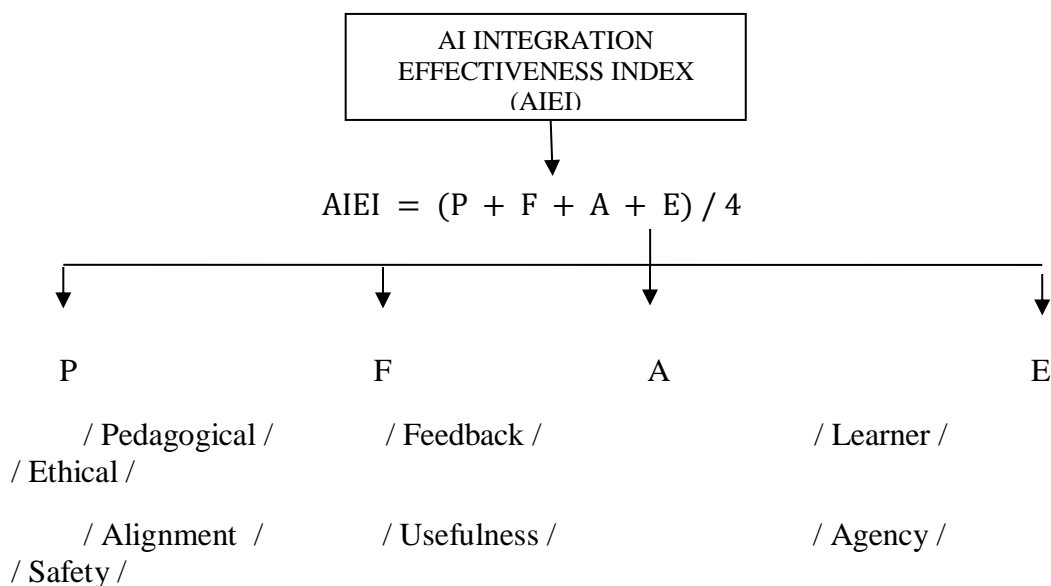 AI INTEGRATION
EFFECTIVENESS INDEX
(AIEI)
AIEI = (P + F + A + E) / 4
P F A E
/ Pedagogical / / Feedback / / Learner /
/ Ethical /
/ Alignment / / Usefulness / / Agency /
/ Safety /